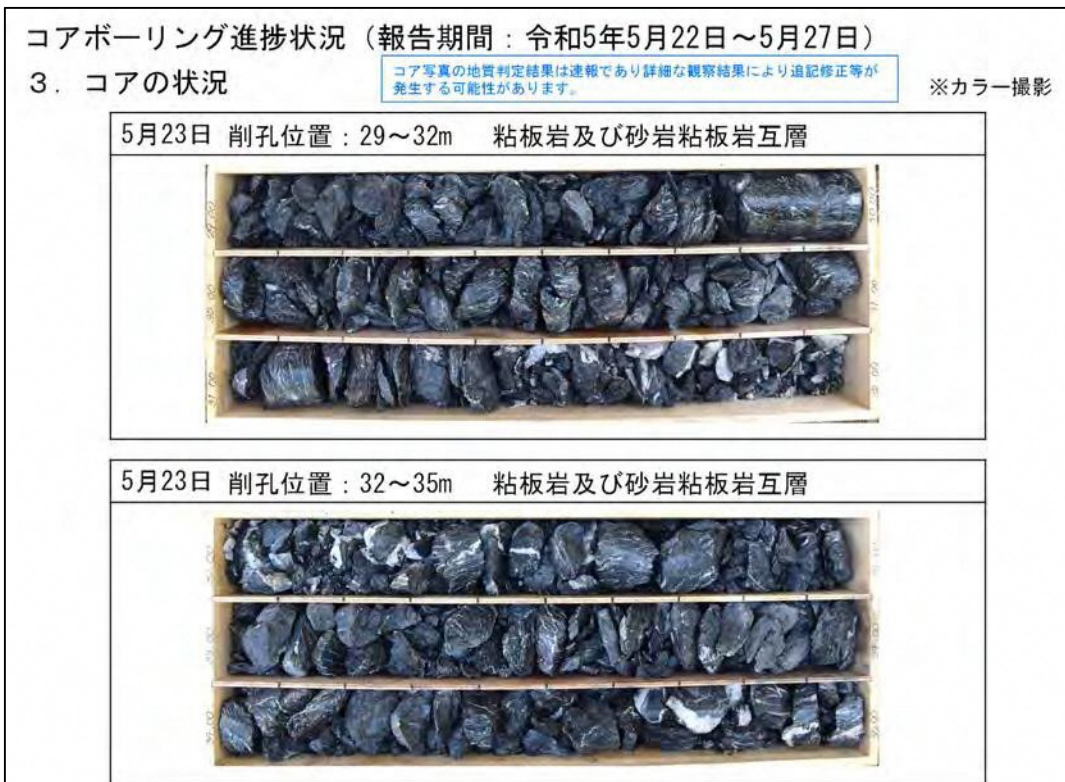 コアボーリング進捗状況（報告期間：令和5年5月22日～5月27日）
3. コアの状況
コア写真の地質判定結果は速報であり詳細な観察結果により追記修正等が
発生する可能性があります。
※カラー撮影
5月23日 削孔位置：29～32m 粘板岩及び砂岩粘板岩互層
5月23日 削孔位置：32～35m 粘板岩及び砂岩粘板岩互層